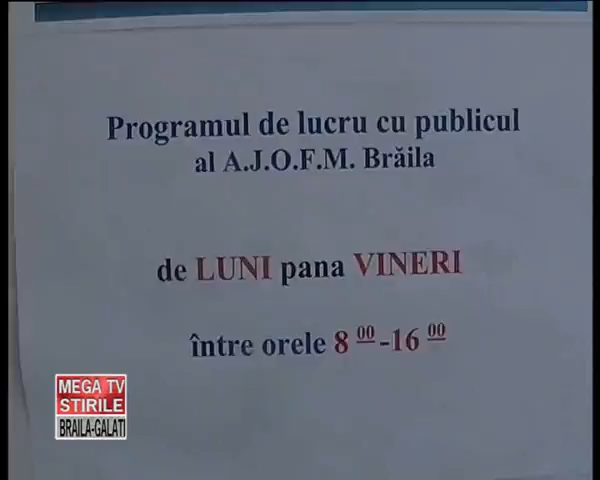 Programul de lucru cu publicul
al A.J.O.F.M. Brăila
de LUNI pana VINERI
între orele 8 00 -16 00
MEGA TV
STIRILE
BRAILA-GALATI